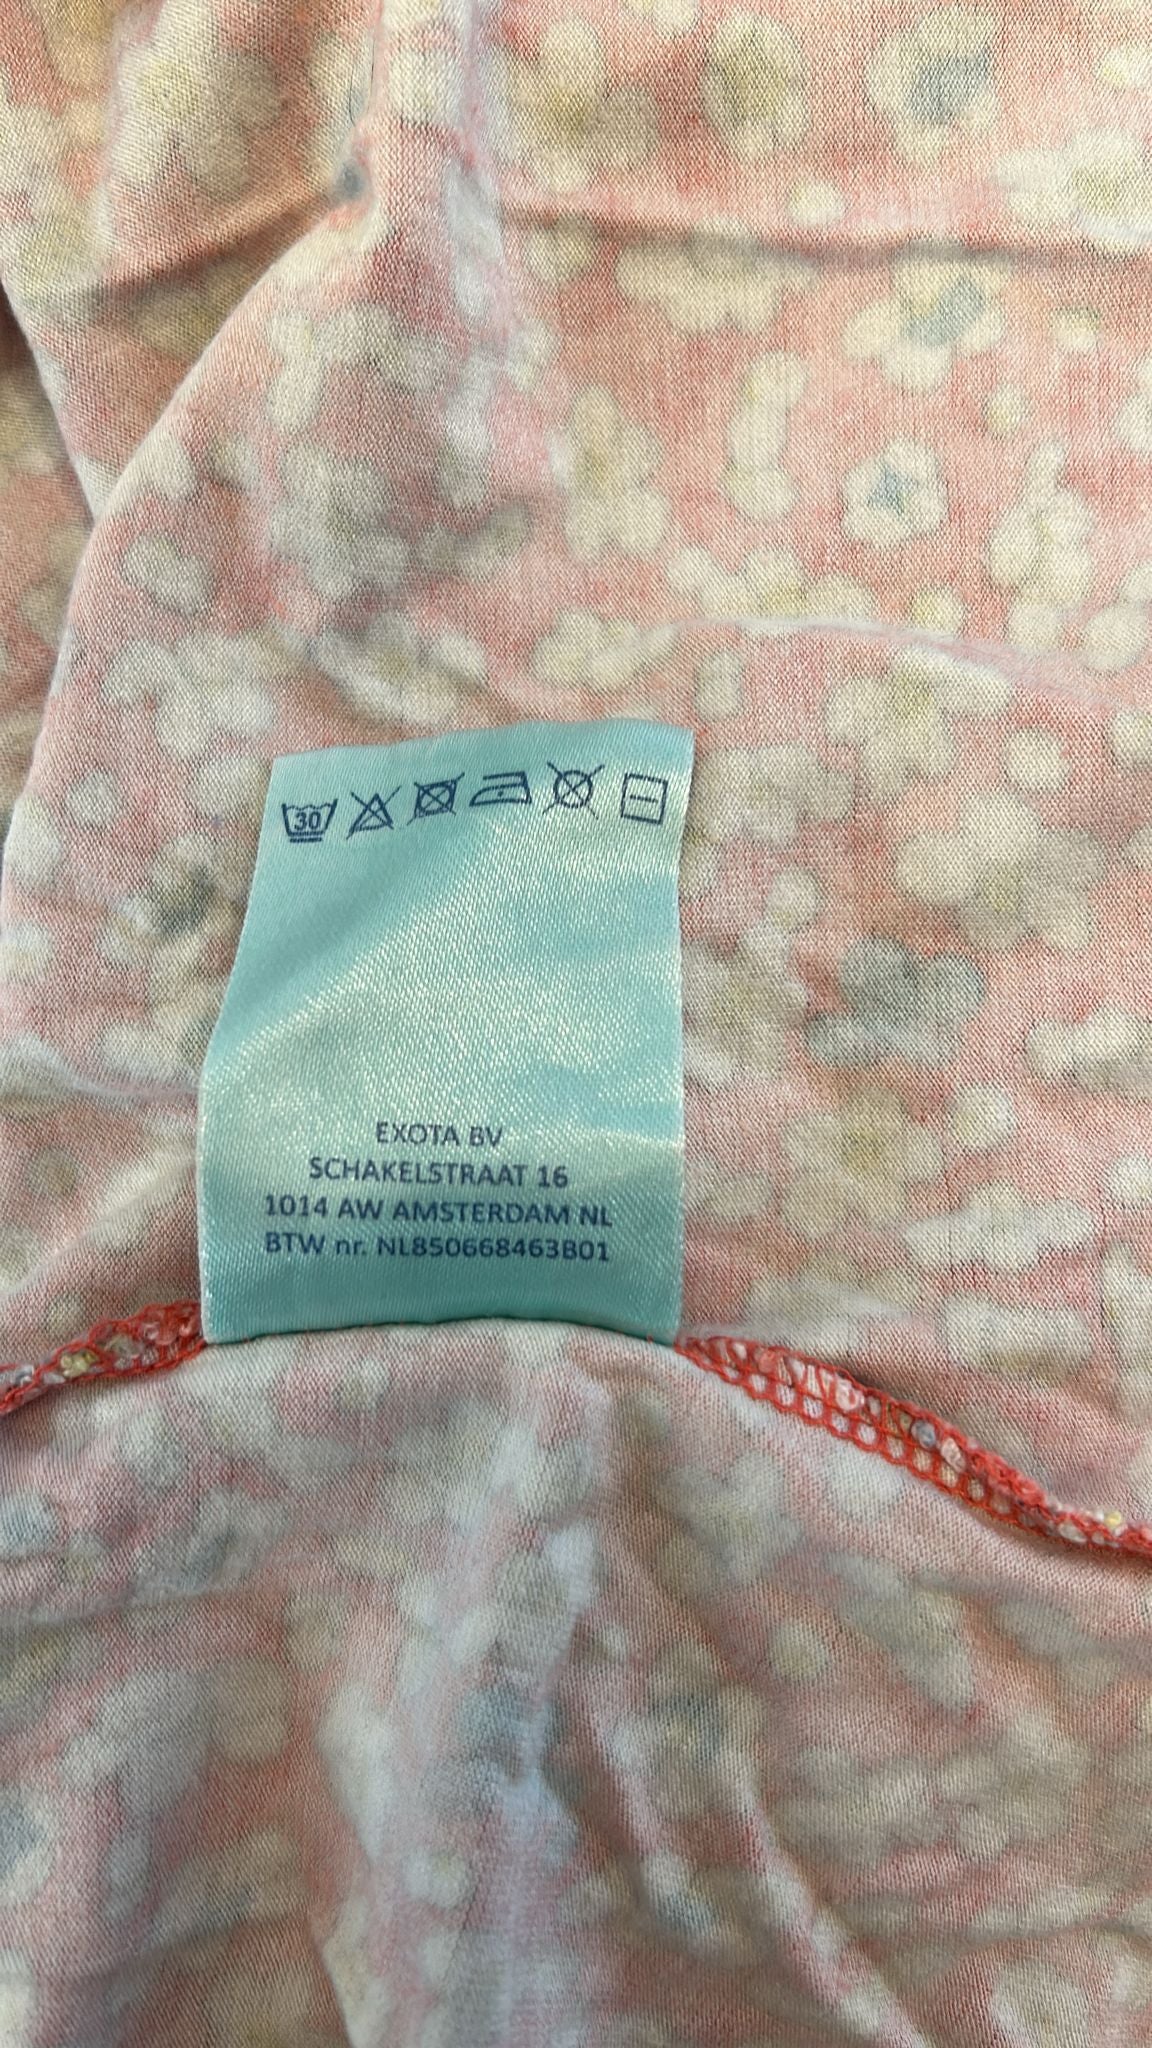 30
EXOTA BV
SCHAKELSTRAAT 16
1014 AW AMSTERDAM NL
BTW nr. NL850668463B01